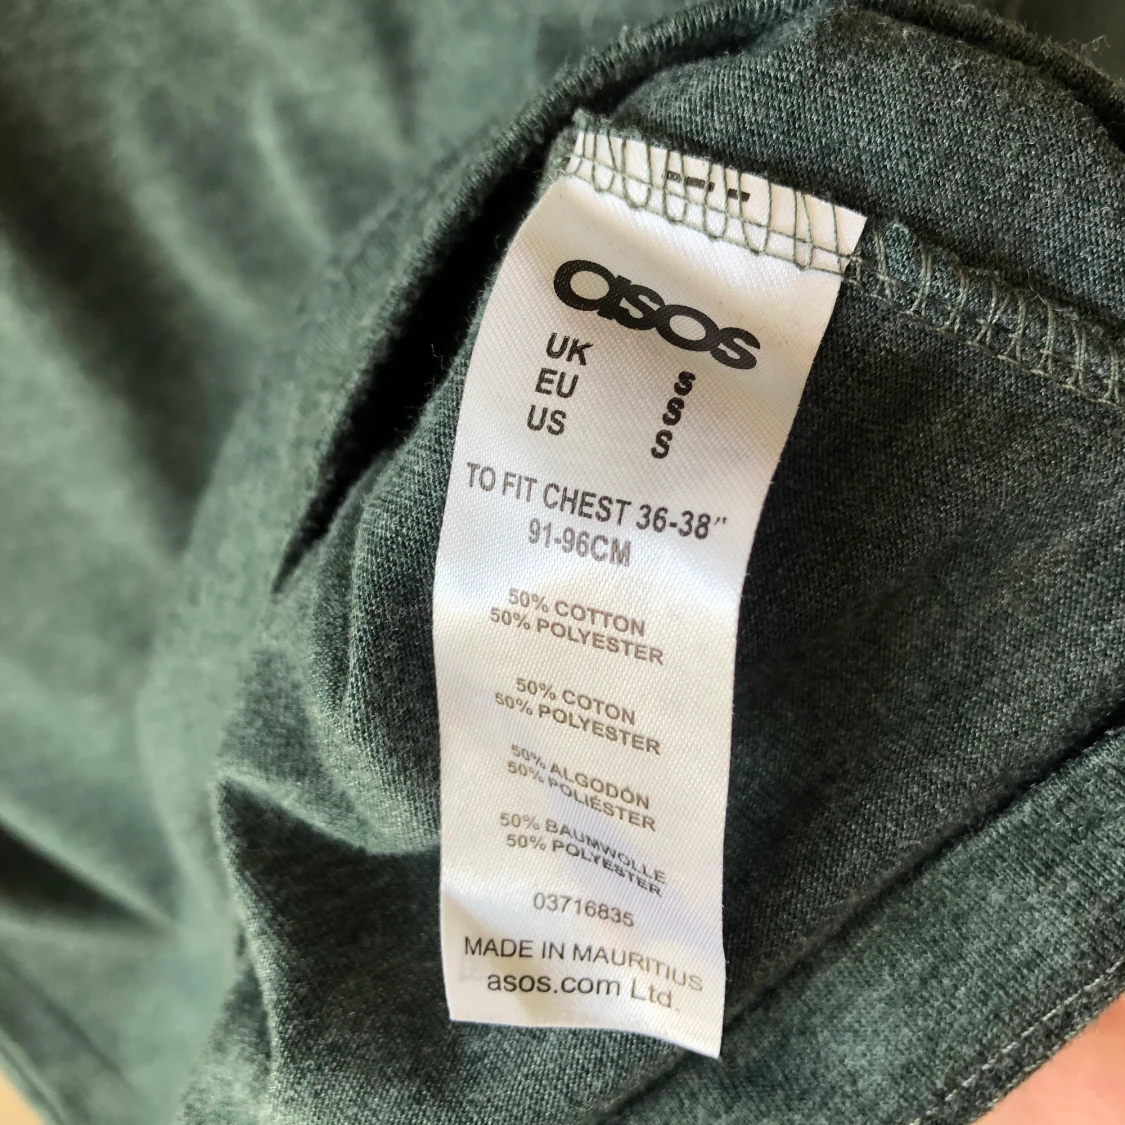 asos
UK S
EU S
US S
TO FIT CHEST 36-38"
91-96CM
50% COTTON
50% POLYESTER
50% COTON
50% POLYESTER
50% ALGODÓN
50% POLIÉSTER
50% BAUMWOLLE
50% POLYESTER
03716835
MADE IN MAURITIUS
asos.com Ltd.